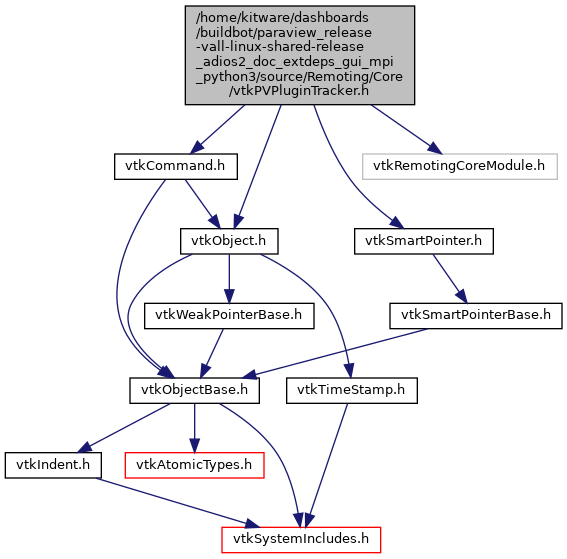 /home/kitware/dashboards
/buildbot/paraview_release
-vall-linux-shared-release
_adios2_doc_extdeps_gui_mpi
_python3/source/Remoting/Core
/vtkPVPluginTracker.h
vtkCommand.h
vtkRemotingCoreModule.h
vtkObject.h
vtkSmartPointer.h
vtkWeakPointerBase.h
vtkSmartPointerBase.h
vtkObjectBase.h
vtkTimeStamp.h
vtkIndent.h
vtkAtomicTypes.h
vtkSystemIncludes.h